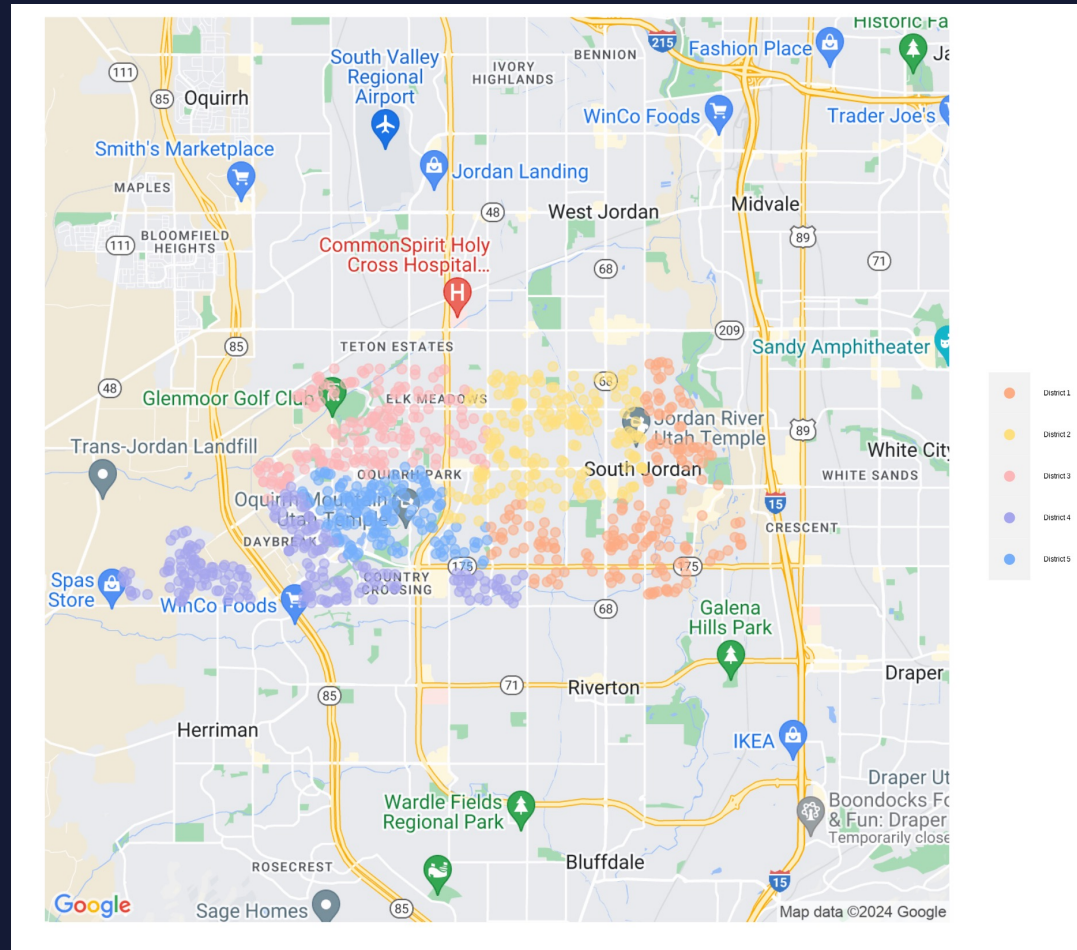 Historic Fa
215
Fashion Place
BENNION
Ja
South Valley
Regional
Airport
IVORY
HIGHLANDS
111
85
Oquirrh
WinCo Foods
Trader Joe's
Smith's Marketplace
Jordan Landing
MAPLES
48
West Jordan
Midvale
BLOOMFIELD
HEIGHTS
111
89
CommonSpirit Holy
Cross Hospital...
H
68
71
209
85
TETON ESTATES
Sandy Amphitheater
48
68
Glenmoor Golf Club
ELK MEADOWS
Jordan River
Utah Temple
89
Trans-Jordan Landfill
White City
OQUIRRH PARK
South Jordan
WHITE SANDS
Oquirrh Mountain
Utah Temple
15
CRESCENT
DAYBREAK
175
175
Spas
Store
COUNTRY
CROSSING
WinCo Foods
68
Galena
Hills Park
85
71
Riverton
Draper
Herriman
IKEA
Draper Ut
Wardle Fields
Regional Park
Boondocks Fo
& Fun: Draper
Temporarily close
ROSECREST
Bluffdale
15
Google
Sage Homes
85
Map data ©2024 Google
District 1
District 2
District 3
District 4
District 5